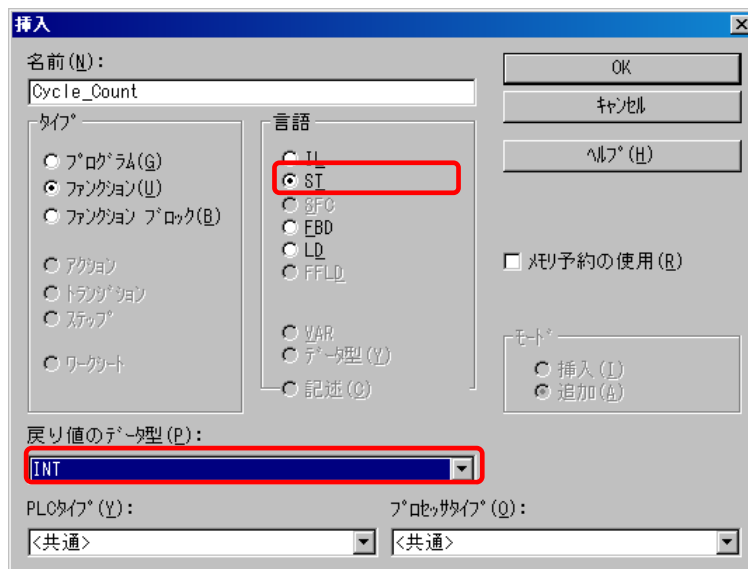 挿入
名前(N):
OK
Cycle_Count
キャンセル
タイプ
言語
ヘルプ(H)
プログラム(G)
IL
ファンクション(U)
ST
ファンクション ブロック(B)
SFC
FBD
LD
メモリ予約の使用(R)
アクション
FFLD
トランジション
ステップ
VAR
モード
データ型(Y)
ワークシート
挿入(I)
記述(C)
追加(A)
戻り値のデータ型(P):
INT
PLCタイプ(Y):
プロセッサタイプ(O):
<共通>
<共通>